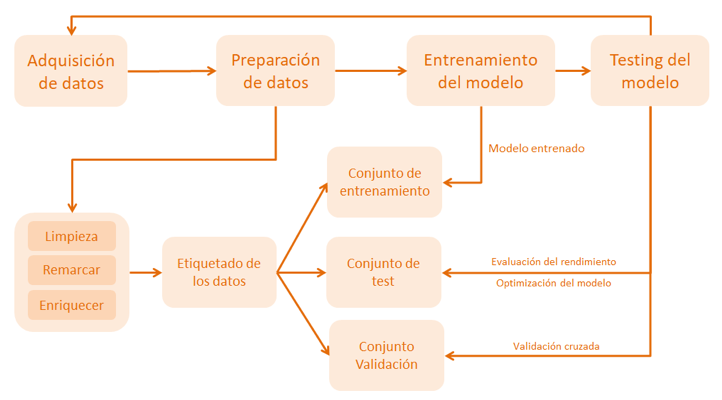 Adquisición
de datos
Preparación
de datos
Entrenamiento
del modelo
Testing del
modelo
Modelo entrenado
Conjunto de
entrenamiento
Limpieza
Remarcar
Enriquecer
Etiquetado de
los datos
Conjunto de
test
Evaluación del rendimiento
Optimización del modelo
Conjunto
Validación
Validación cruzada